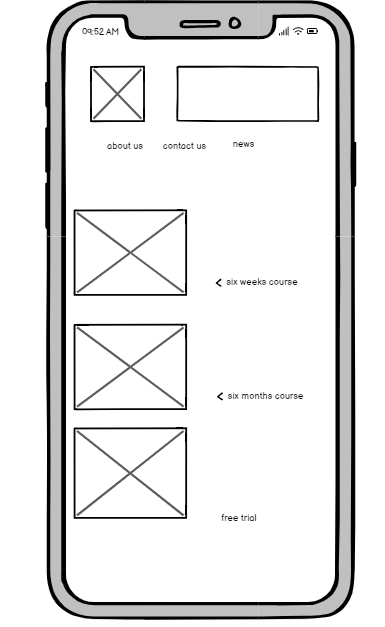 09:52 AM
about us contact us news
< six weeks course
< six months course
free trial